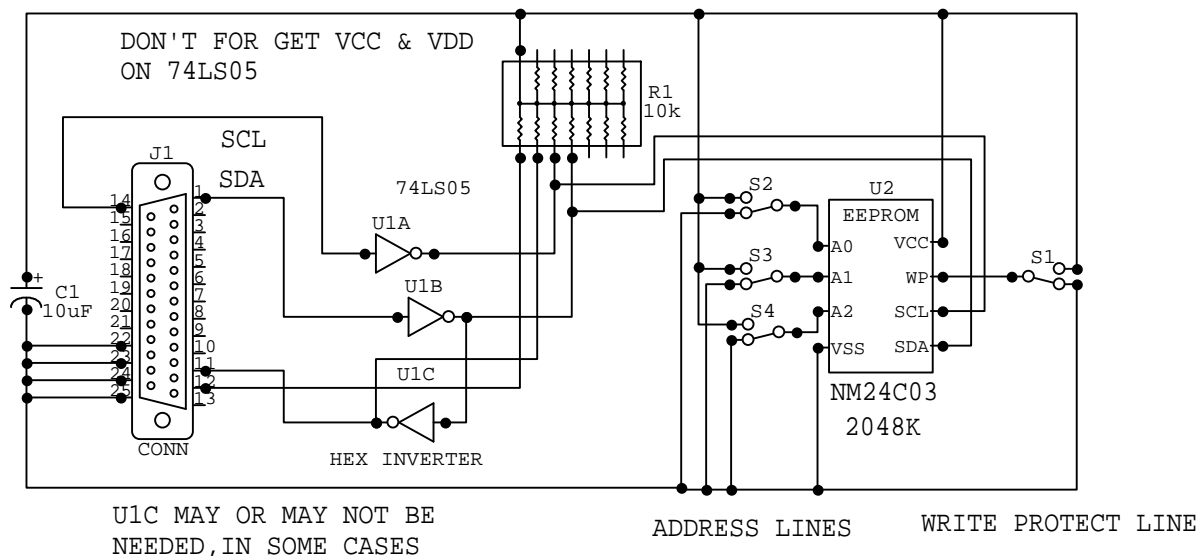 DON'T FOR GET VCC & VDD
ON 74LS05
R1
10k
SCL
J1
SDA
74LS05
S2
U2
EEPROM
14
1
15
2
16
3
17
4
18
5
19
6
20
7
21
8
22
9
23
10
24
11
25
12
13
U1A
A0
VCC
S3
S1
A1
WP
+
C1
10uF
U1B
S4
A2
SCL
VSS
SDA
U1C
NM24C03
2048K
CONN
HEX INVERTER
U1C MAY OR MAY NOT BE
NEEDED,IN SOME CASES
ADDRESS LINES
WRITE PROTECT LINE